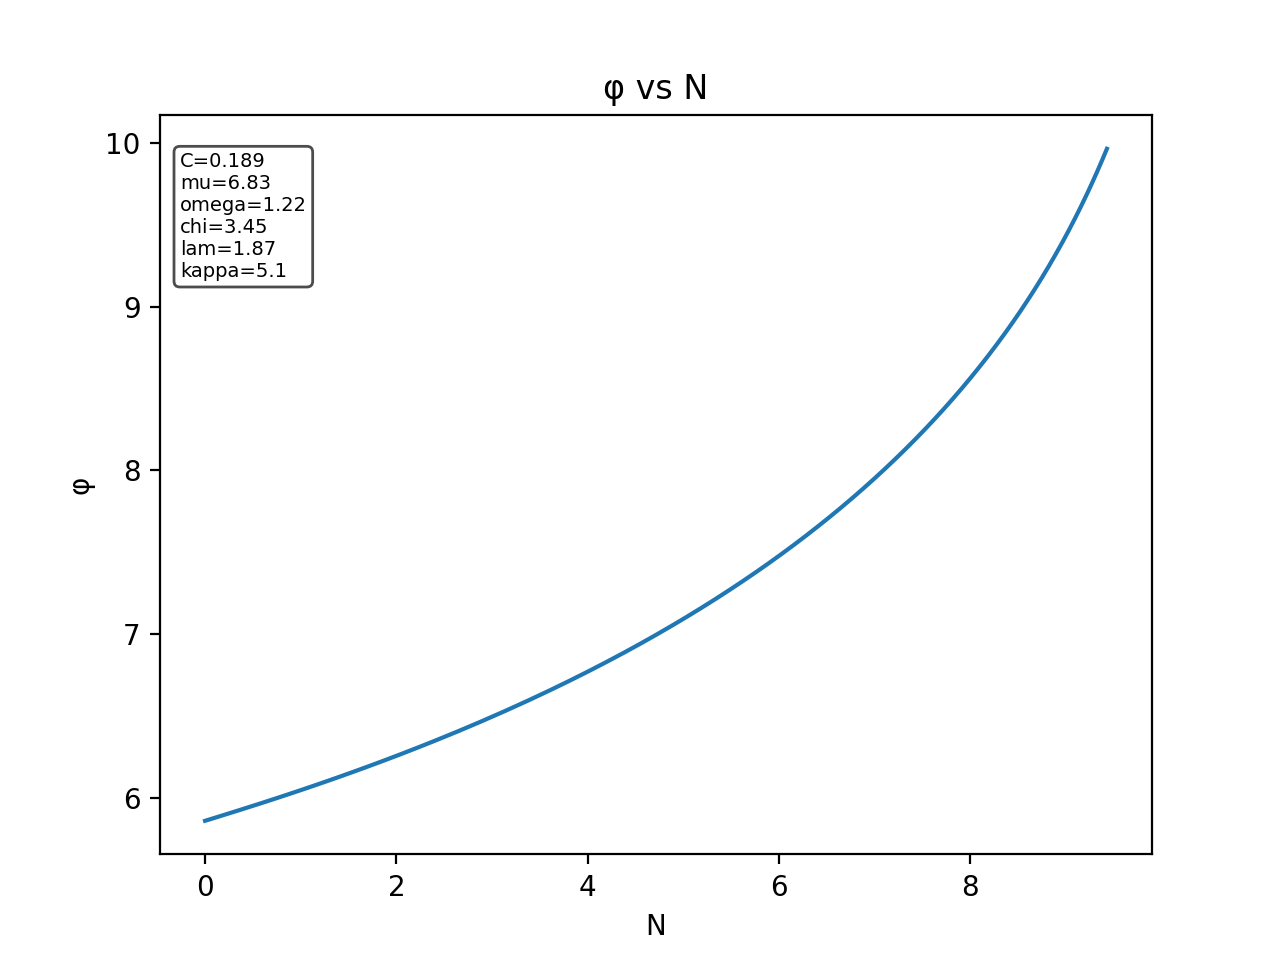 φ vs N
C=0.189
mu=6.83
omega=1.22
chi=3.45
lam=1.87
kappa=5.1
10
9
8
7
6
φ
0 2 4 6 8
N